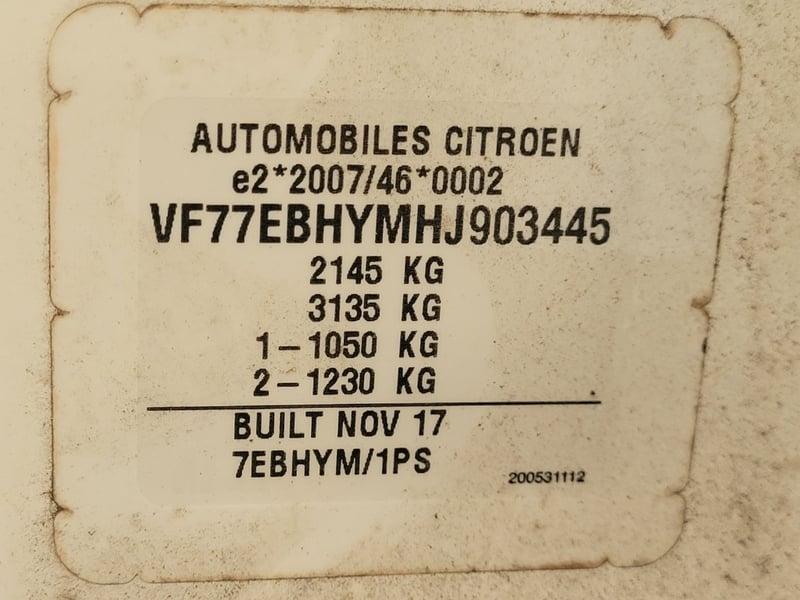 AUTOMOBILES CITROEN
e2*2007/46*0002
VF77EBHYMHJ903445
2145 KG
3135 KG
1-1050 KG
2-1230 KG
BUILT NOV 17
7EBHYM/1PS
200531112